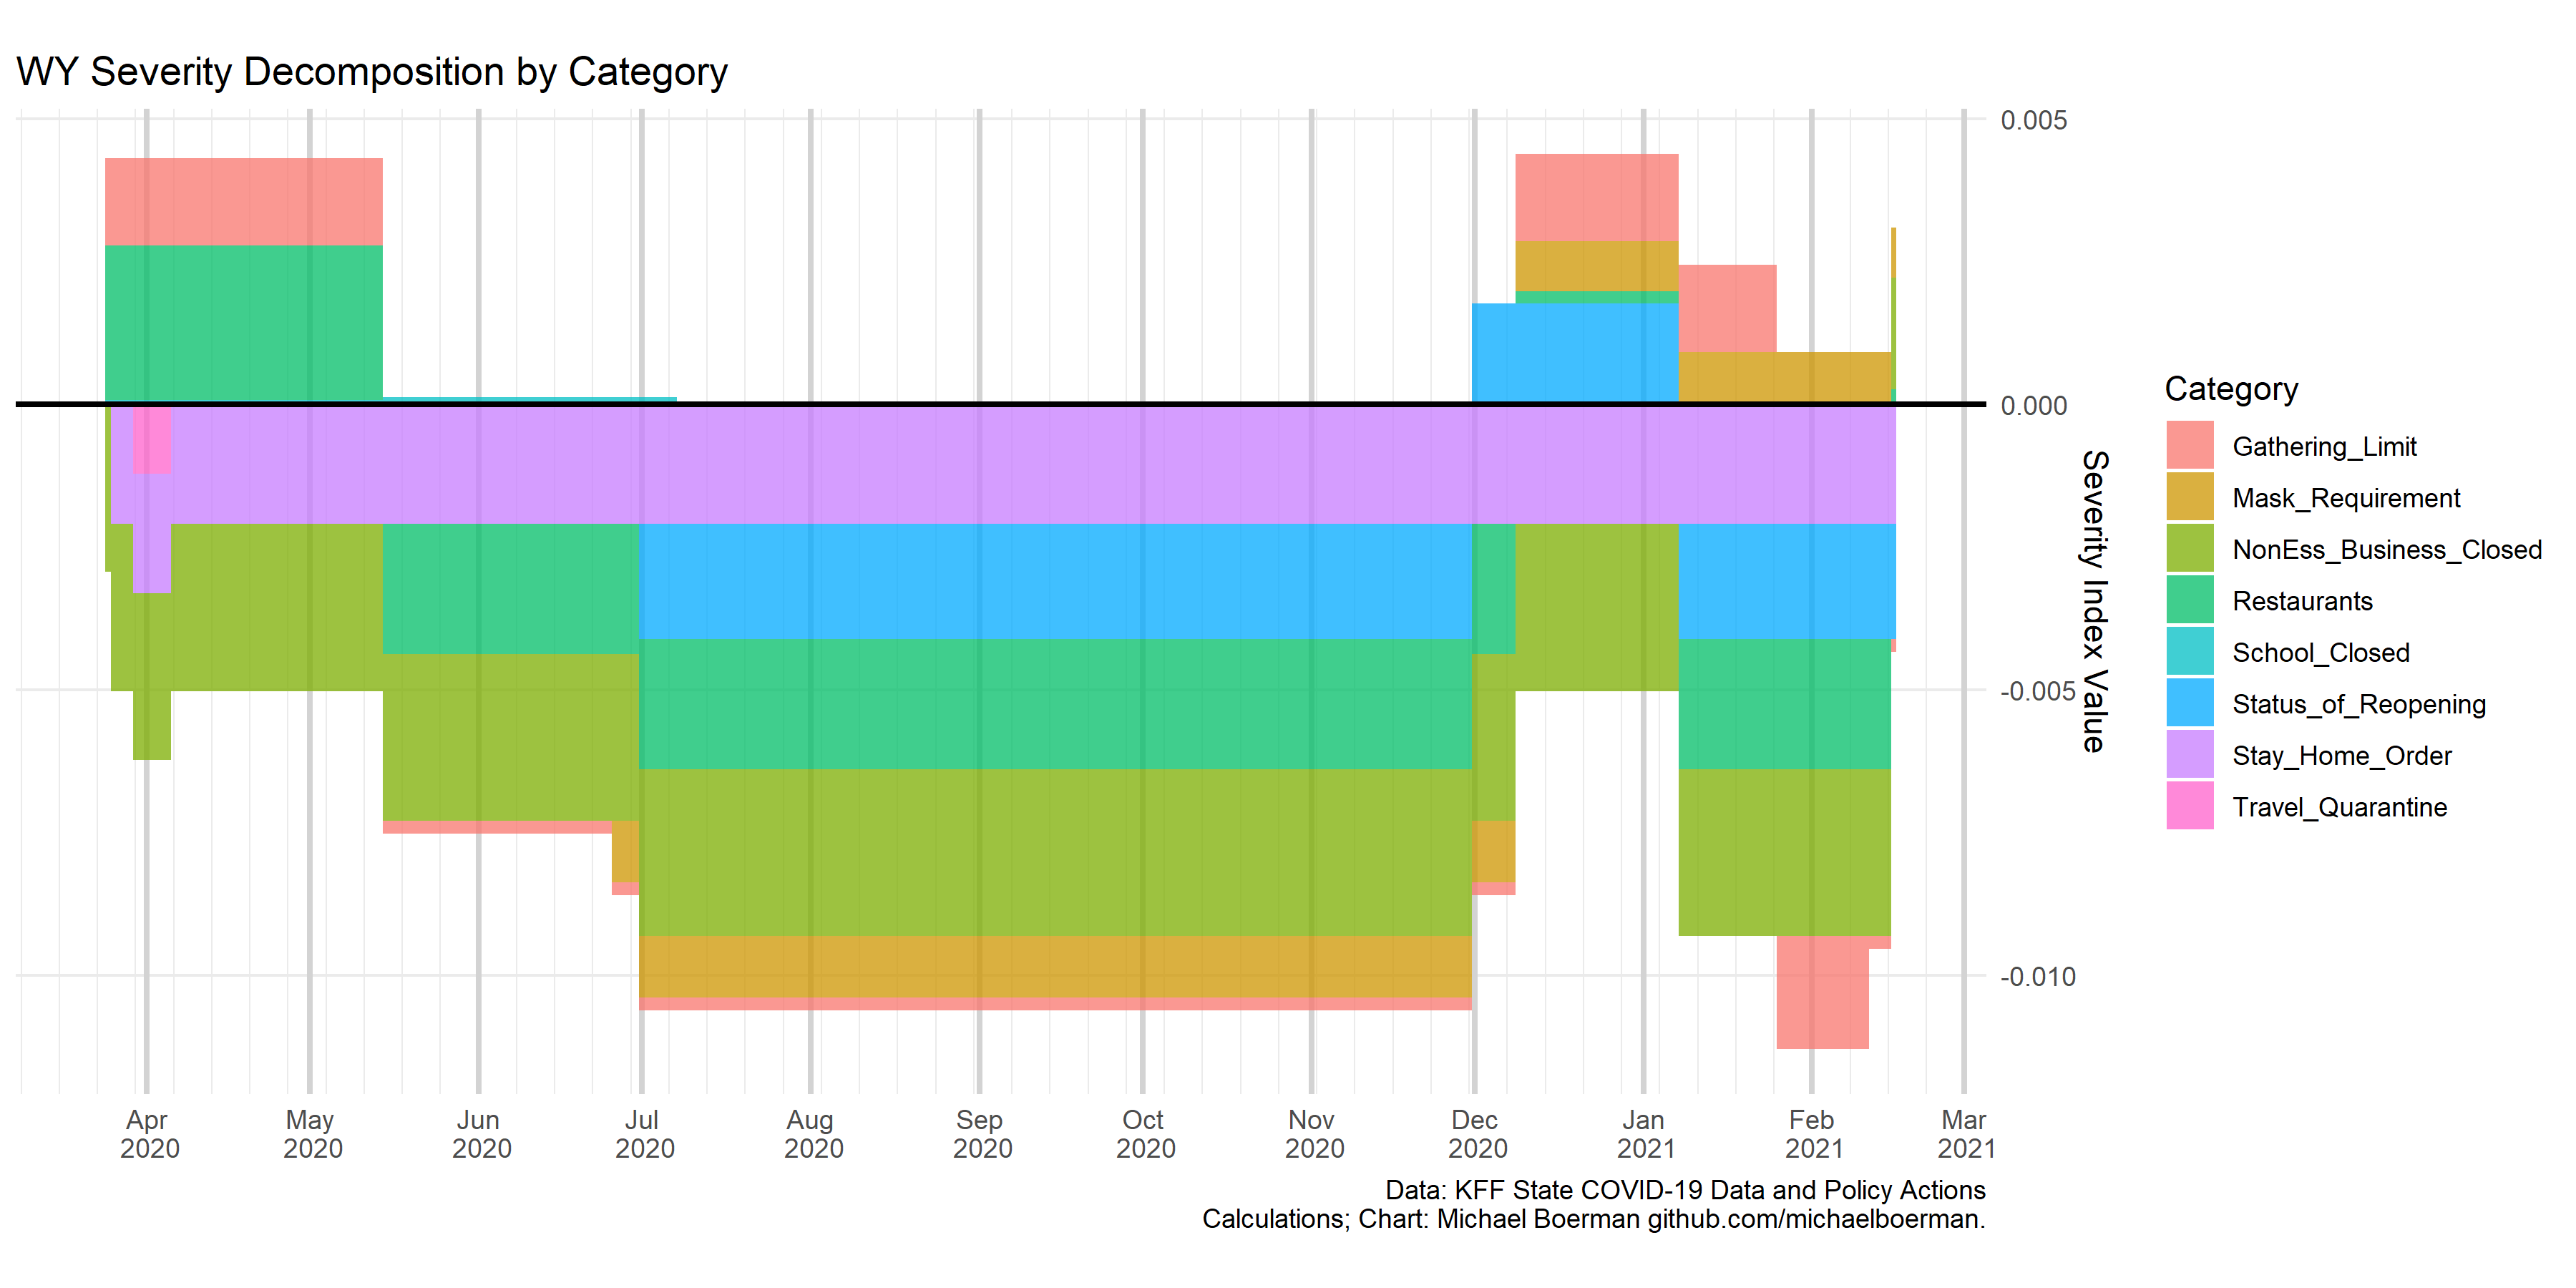 WY Severity Decomposition by Category
0.005
0.000
-0.005
-0.010
Severity Index Value
Apr
2020
May
2020
Jun
2020
Jul
2020
Aug
2020
Sep
2020
Oct
2020
Nov
2020
Dec
2020
Jan
2021
Feb
2021
Mar
2021
Category
Gathering_Limit
Mask_Requirement
NonEss_Business_Closed
Restaurants
School_Closed
Status_of_Reopening
Stay_Home_Order
Travel_Quarantine
Data: KFF State COVID-19 Data and Policy Actions
Calculations; Chart: Michael Boerman github.com/michaelboerman.